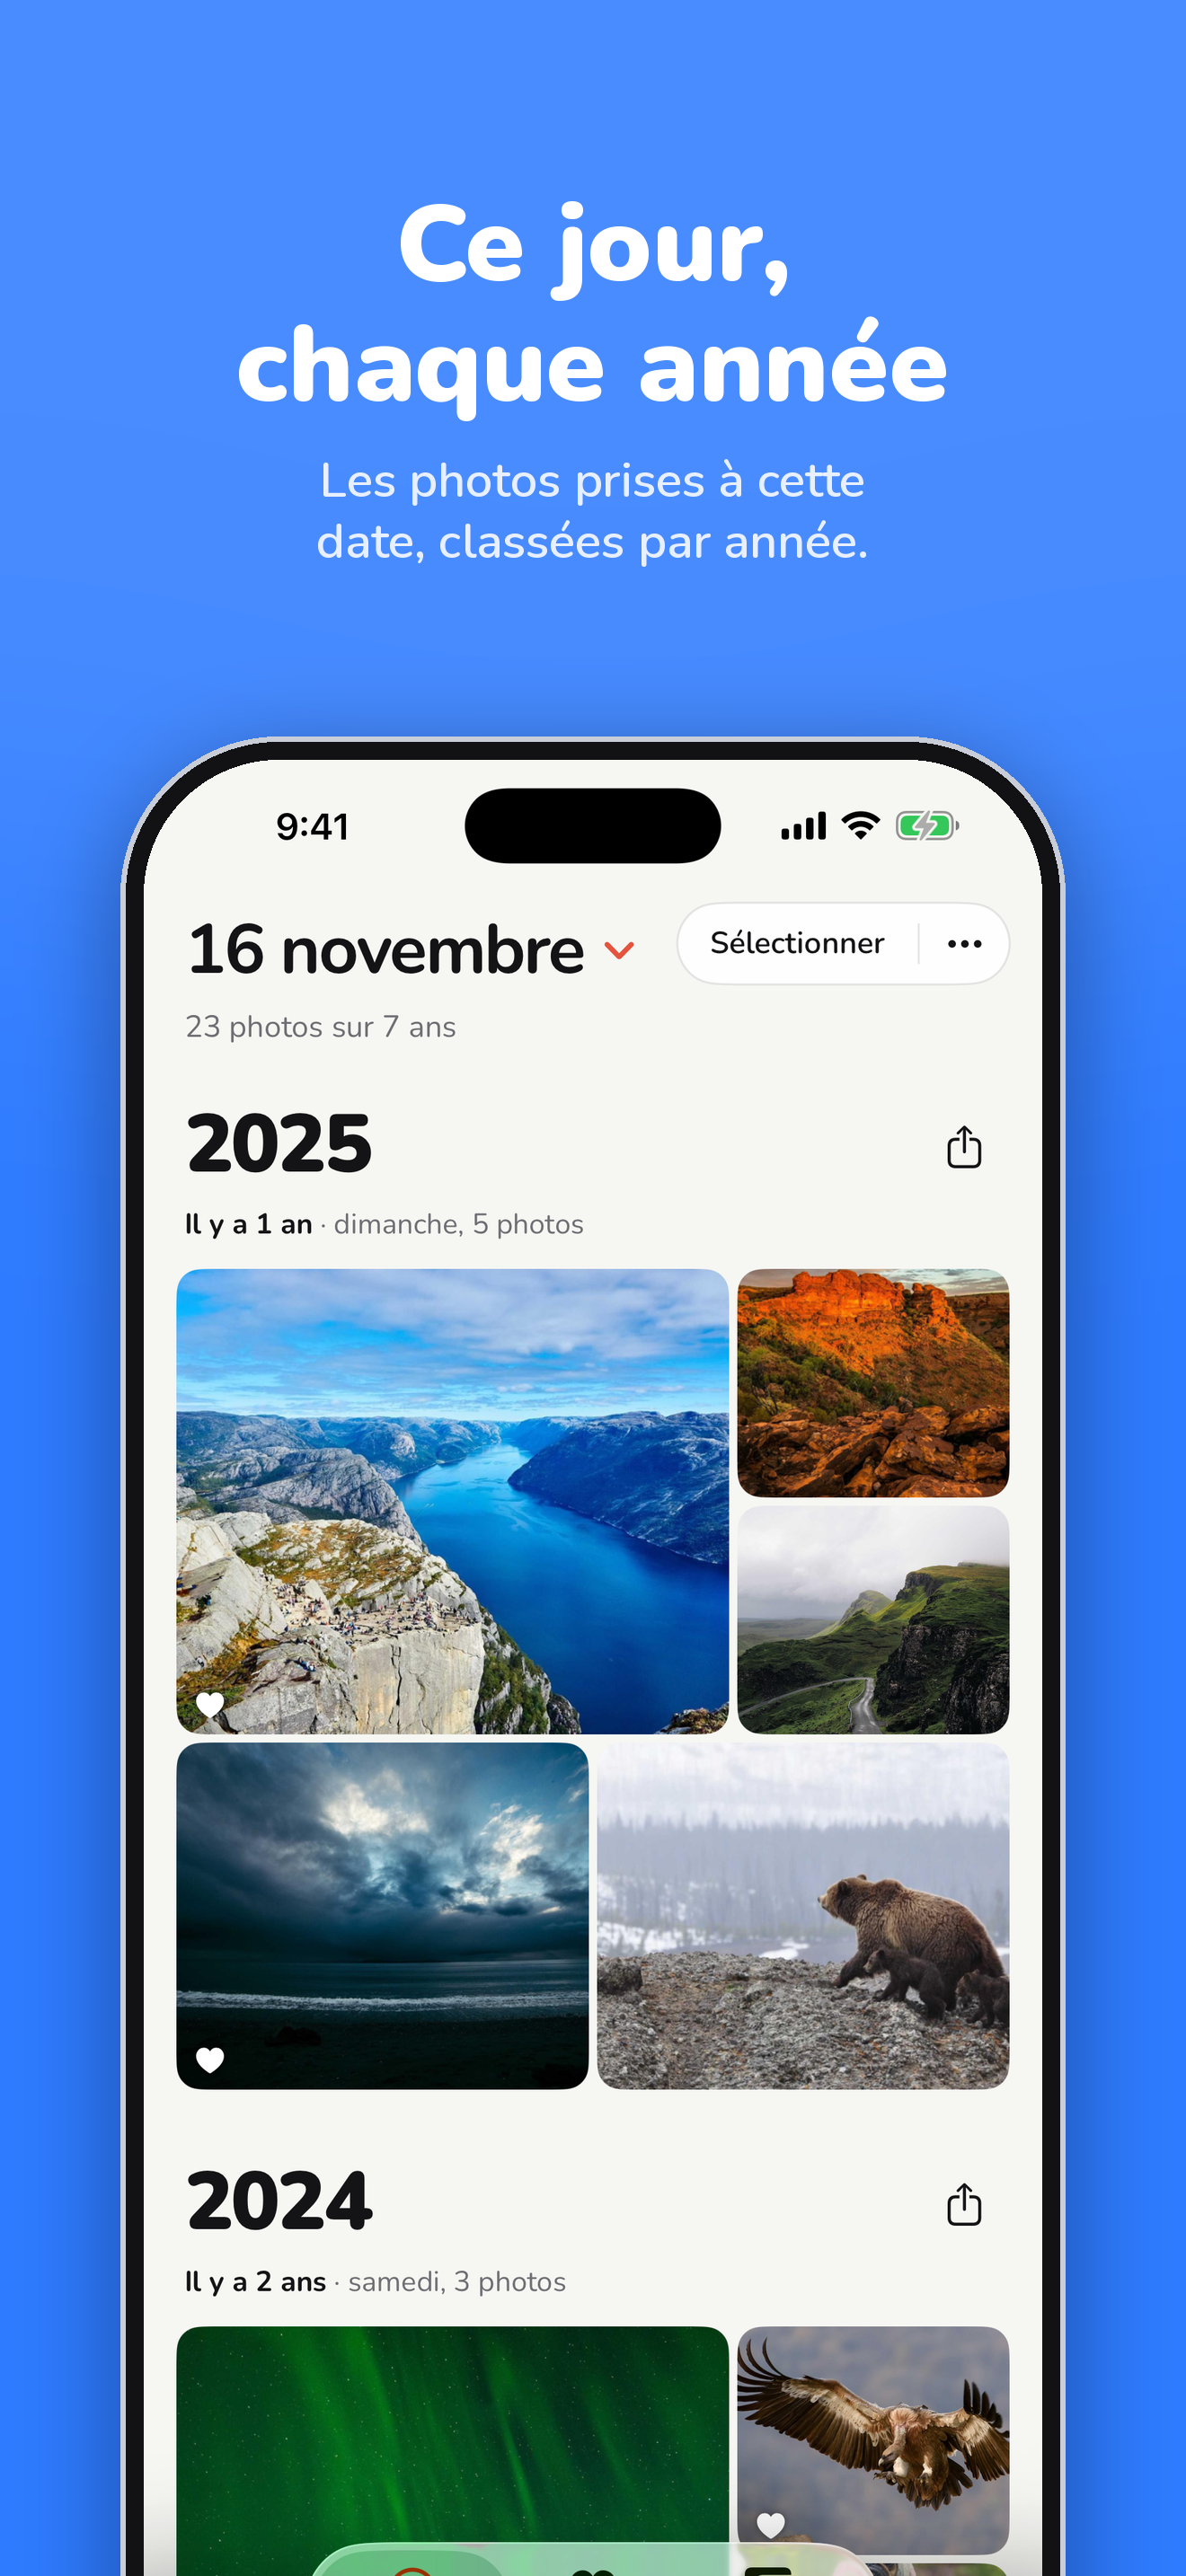 Ce jour,
chaque année
Les photos prises à cette
date, classées par année.
9:41
16 novembre
Sélectionner
23 photos sur 7 ans
2025
Il y a 1 an · dimanche, 5 photos
2024
Il y a 2 ans · samedi, 3 photos